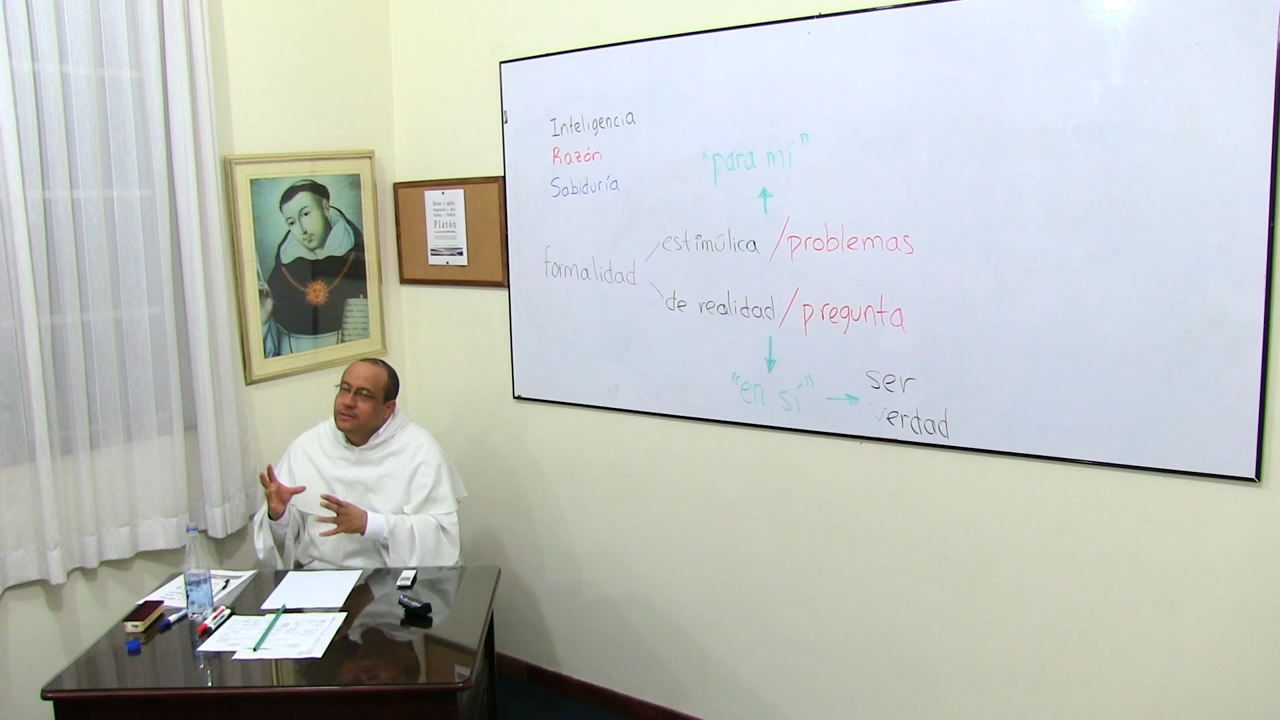 Inteligencia
Razón
Sabiduría
"para mí"
formalidad
estimúlica /problemas
de realidad/pregunta
"en sí" → ser
verdad
Platón